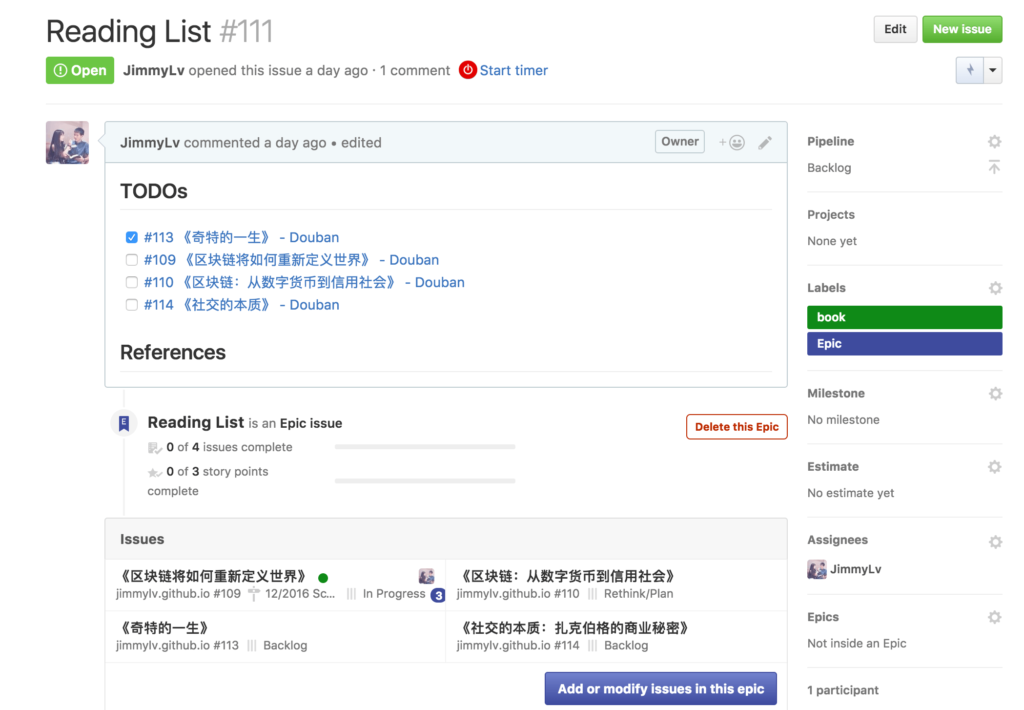 Reading List #111
Edit
New issue
Open JimmyLv opened this issue a day ago · 1 comment Start timer
JimmyLv commented a day ago • edited
Owner
TODOs
#113 《奇特的一生》 - Douban
#109 《区块链将如何重新定义世界》 - Douban
#110 《区块链：从数字货币到信用社会》 - Douban
#114 《社交的本质》 - Douban
References
Reading List is an Epic issue
Delete this Epic
0 of 4 issues complete
0 of 3 story points
complete
Issues
《区块链将如何重新定义世界》
jimmylv.github.io #109 12/2016 Sc... In Progress 3
《区块链：从数字货币到信用社会》
jimmylv.github.io #110 Rethink/Plan
《奇特的一生》
jimmylv.github.io #113 Backlog
《社交的本质：扎克伯格的商业秘密》
jimmylv.github.io #114 Backlog
Add or modify issues in this epic
Pipeline
Backlog
Projects
None yet
Labels
book
Epic
Milestone
No milestone
Estimate
No estimate yet
Assignees
JimmyLv
Epics
Not inside an Epic
1 participant